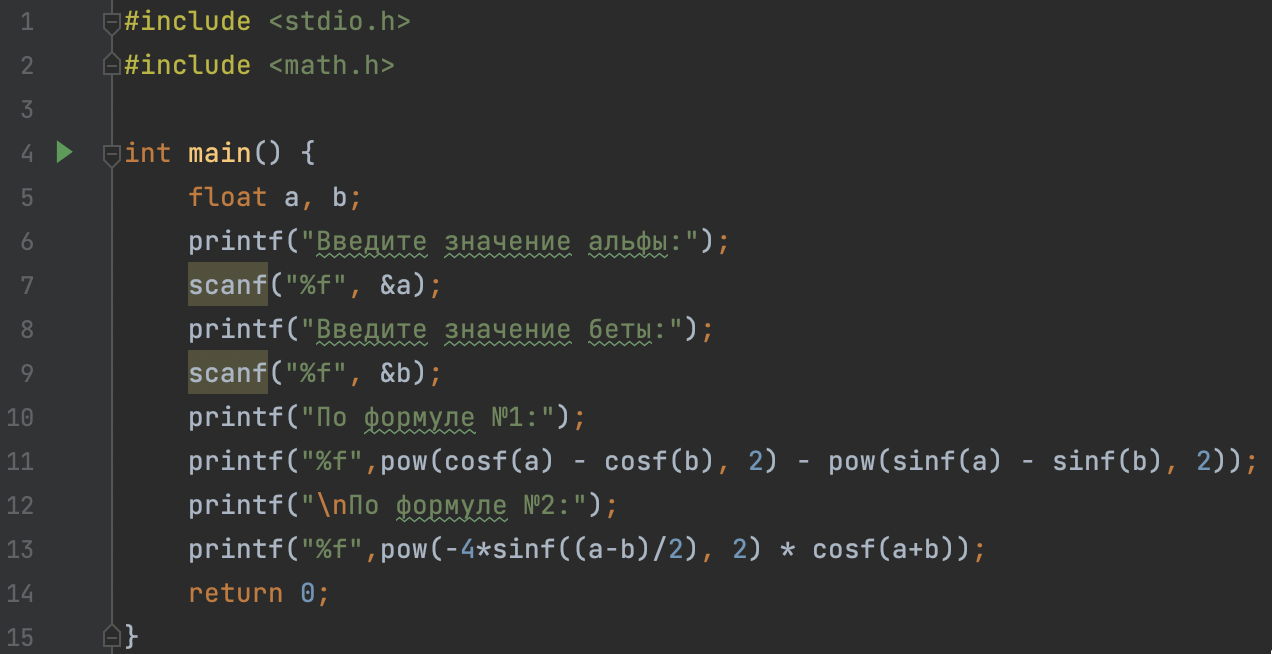 1 #include <stdio.h>
2 #include <math.h>
3
4 int main() {
5     float a, b;
6     printf("Введите значение альфы:");
7     scanf("%f", &a);
8     printf("Введите значение беты:");
9     scanf("%f", &b);
10     printf("По формуле №1:");
11     printf("%f",pow(cosf(a) - cosf(b), 2) - pow(sinf(a) - sinf(b), 2));
12     printf("\nПо формуле №2:");
13     printf("%f",pow(-4*sinf((a-b)/2), 2) * cosf(a+b));
14     return 0;
15 }